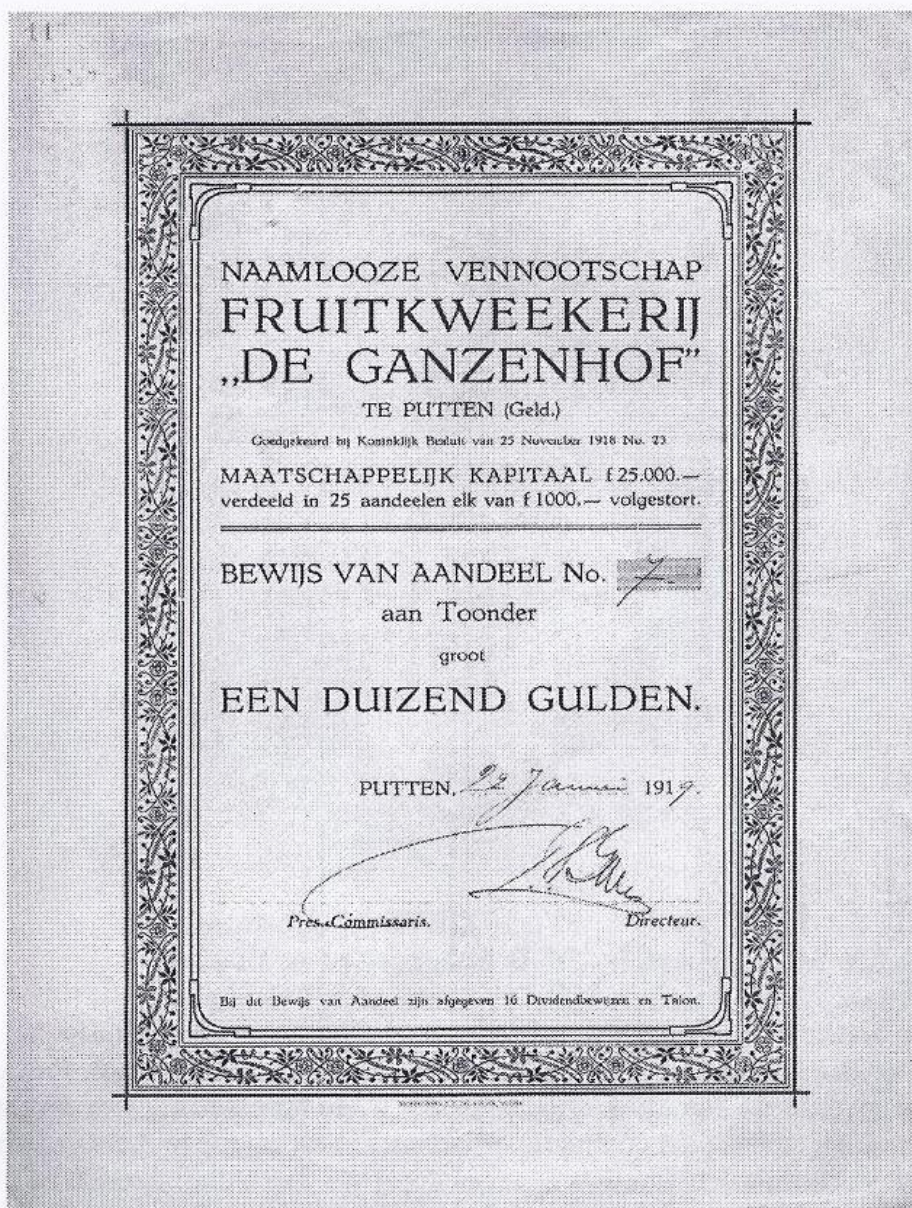 11
NAAMLOOZE VENNOOTSCHAP
FRUITKWEEKERIJ
„DE GANZENHOF”
TE PUTTEN (Geld.)
Goedgekeurd bij Koninklijk Besluit van 25 November 1918 No. 23
MAATSCHAPPELIJK KAPITAAL f 25.000.—
verdeeld in 25 aandeelen elk van f 1000.— volgestort.
BEWIJS VAN AANDEEL No. 7
aan Toonder
groot
EEN DUIZEND GULDEN.
PUTTEN, 22 Januari 1919.
Pres.-Commissaris. Directeur.
Bij dit Bewijs van Aandeel zijn afgegeven 16 Dividendbewijzen en Talon.